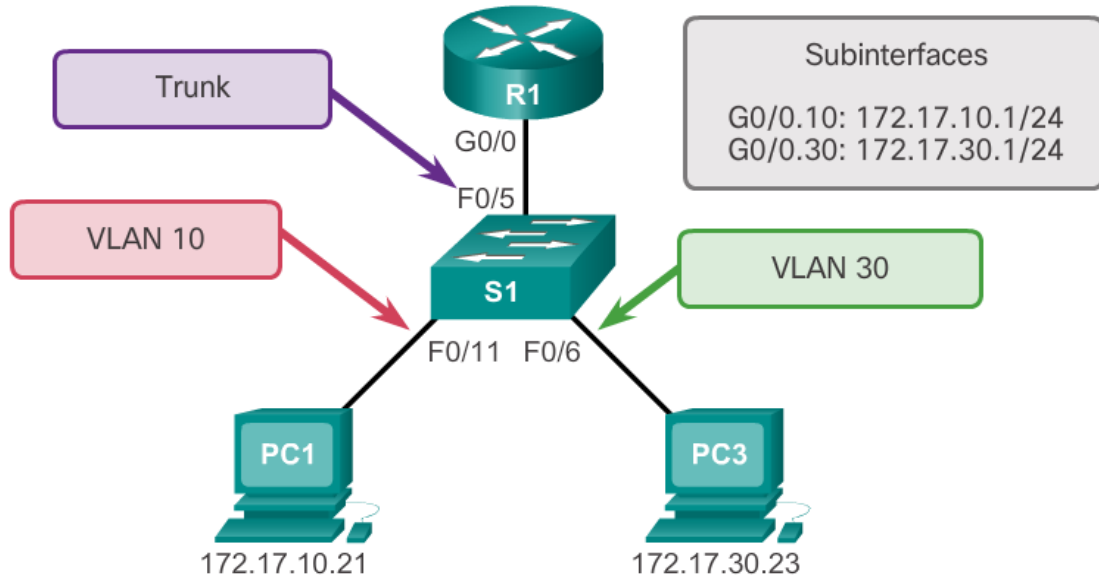 Trunk
R1
Subinterfaces
G0/0.10: 172.17.10.1/24
G0/0.30: 172.17.30.1/24
G0/0
F0/5
VLAN 10
VLAN 30
S1
F0/11 F0/6
PC1
PC3
172.17.10.21
172.17.30.23